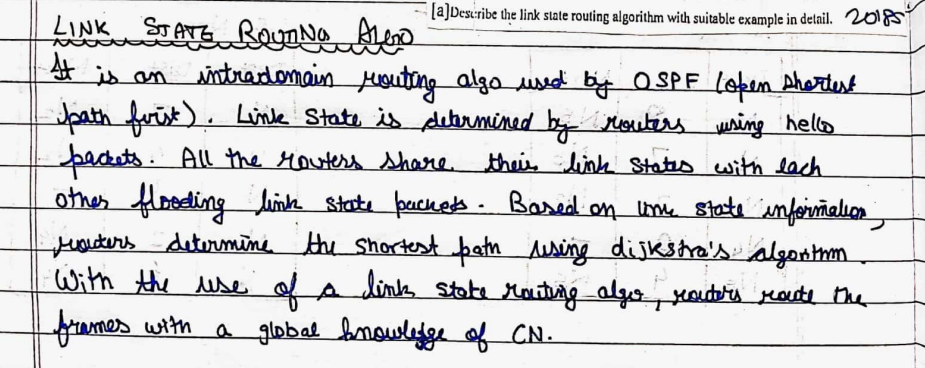 [a]Describe the link state routing algorithm with suitable example in detail. 2018S
LINK STATE ROUTING ALGO
It is an intradomain routing algo used by OSPF (open shortest
path first). Link State is determined by routers using hello
packets. All the routers share their link states with each
other flooding link state packets. Based on link state information,
routers determine the shortest path using dijkstra's algorithm.
With the use of a link state routing algo, routers route the
frames with a global knowledge of CN.